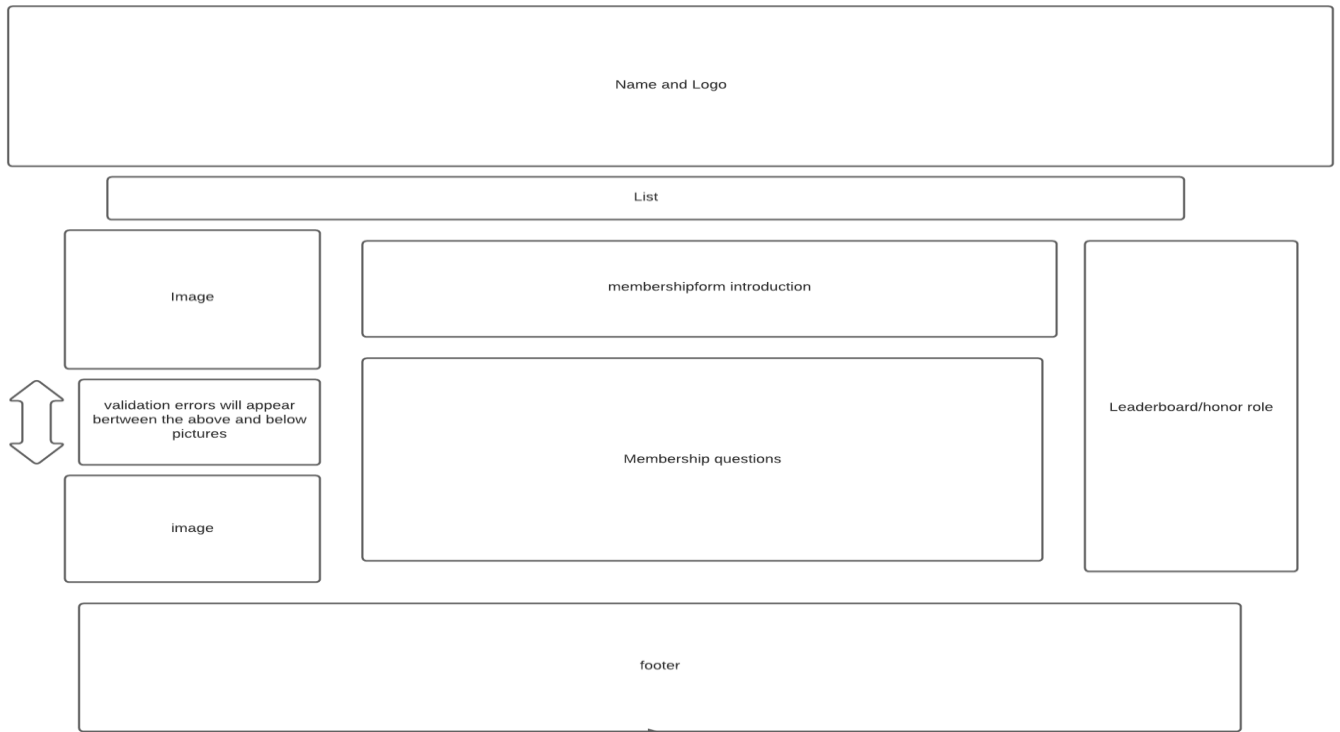 Name and Logo
List
Image
membershipform introduction
validation errors will appear
bertween the above and below
pictures
Leaderboard/honor role
Membership questions
image
footer